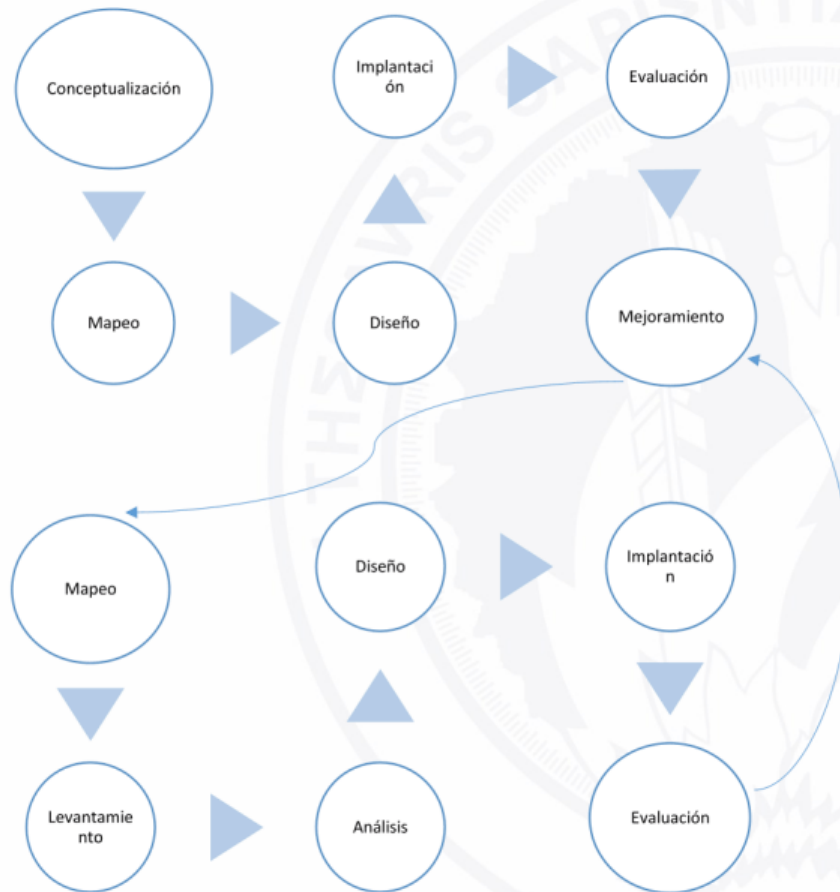 Conceptualización
Implantaci
ón
Evaluación
Mapeo
Diseño
Mejoramiento
Mapeo
Diseño
Implantació
n
Levantamie
nto
Análisis
Evaluación